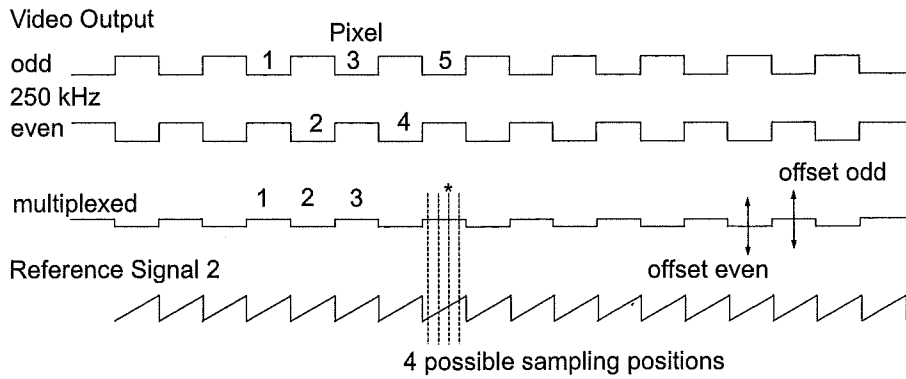 Video Output
Pixel
odd 1 3 5
250 kHz
even 2 4
*
offset odd
multiplexed 1 2 3
Reference Signal 2
offset even
4 possible sampling positions